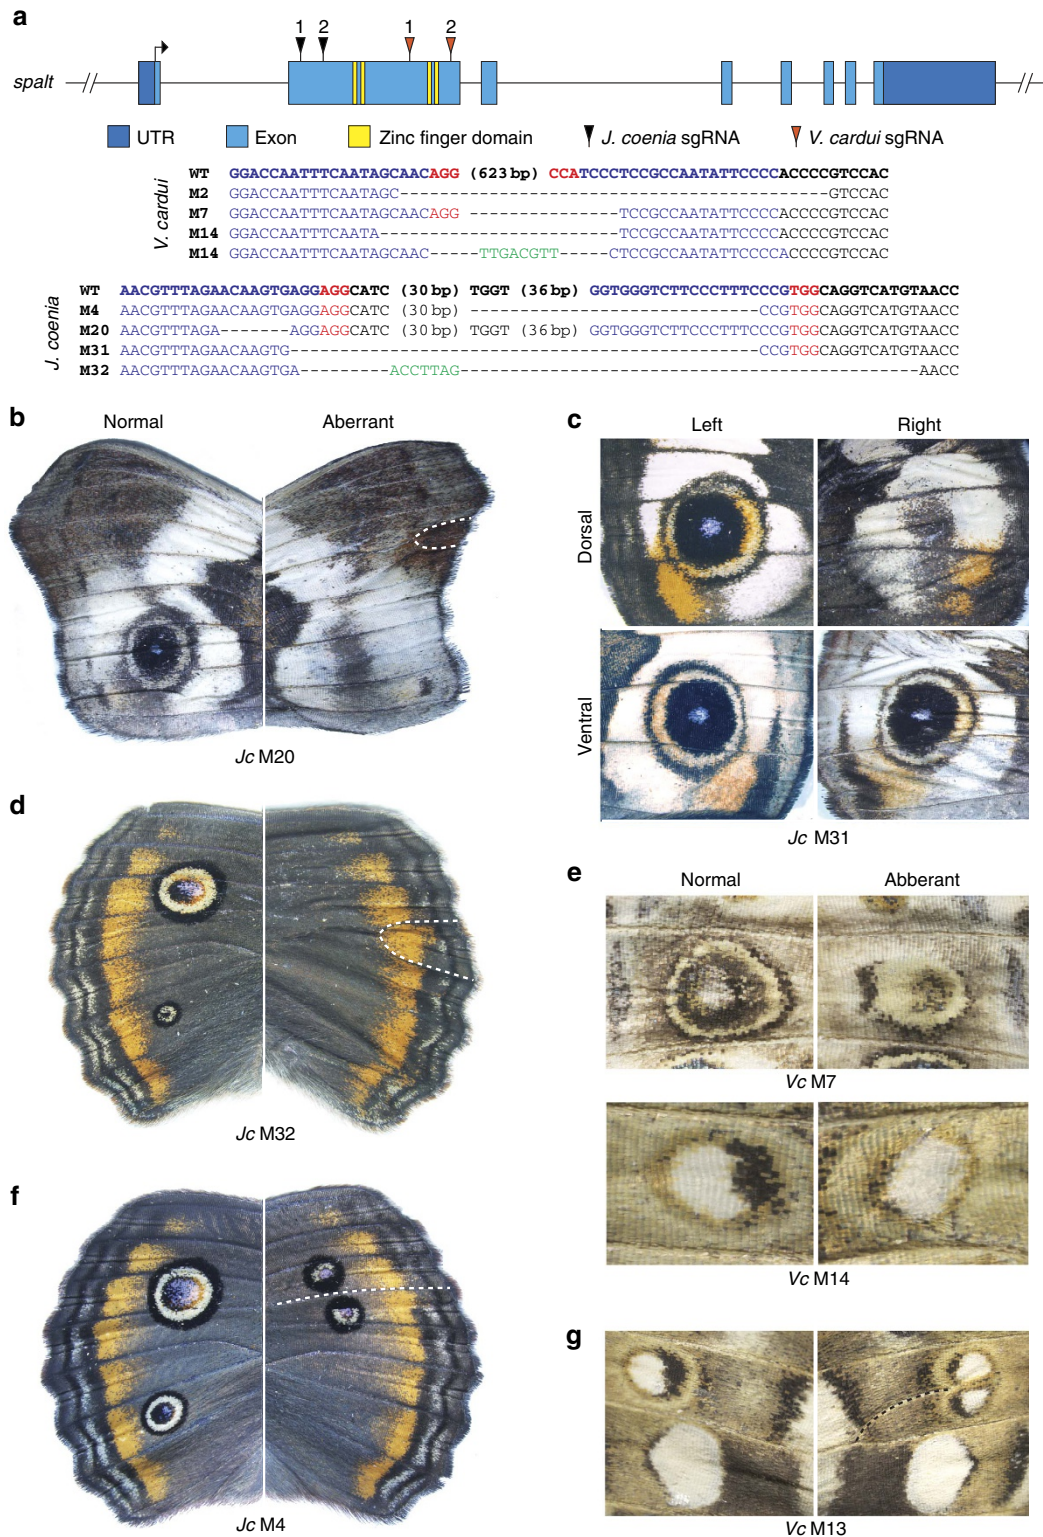 a
1 2 1 2
spalt
UTR Exon Zinc finger domain J. coenia sgRNA V. cardui sgRNA
V. cardui
WT GGACCAATTTCAATAGCAACAGG (623 bp) CCATCCCTCCGCCAATATTCCCCACCCCGTCCAC
M2 GGACCAATTTCAATAGC-------------------------------------------GTCCAC
M7 GGACCAATTTCAATAGCAACAGG ---------------TCCGCCAATATTCCCCACCCCGTCCAC
M14 GGACCAATTTCAATA------------------------TCCGCCAATATTCCCCACCCCGTCCAC
M14 GGACCAATTTCAATAGCAAC-----TTGACGTT-----CTCCGCCAATATTCCCCACCCCGTCCAC
J. coenia
WT AACGTTTAGAACAAGTGAGGAGGCATC (30 bp) TGGT (36 bp) GGTGGGTCTTCCCTTTCCCGTGGCAGGTCATGTAACC
M4 AACGTTTAGAACAAGTGAGGAGGCATC (30 bp) -----------------------------CCGTGGCAGGTCATGTAACC
M20 AACGTTTAGA-------AGGAGGCATC (30 bp) TGGT (36 bp) GGTGGGTCTTCCCTTTCCCGTGGCAGGTCATGTAACC
M31 AACGTTTAGAACAAGTG-----------------------------------------------CCGTGGCAGGTCATGTAACC
M32 AACGTTTAGAACAAGTGA---------ACCTTAG----------------------------------------------AACC
b
Normal Aberrant
Jc M20
c
Left Right
Dorsal
Ventral
Jc M31
d
Jc M32
e
Normal Abberant
Vc M7
Vc M14
f
Jc M4
g
Vc M13